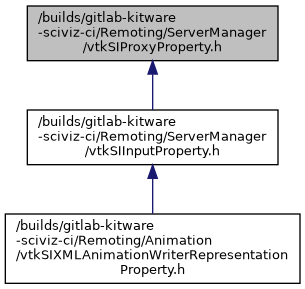 /builds/gitlab-kitware
-sciviz-ci/Remoting/ServerManager
/vtkSIProxyProperty.h
/builds/gitlab-kitware
-sciviz-ci/Remoting/ServerManager
/vtkSIInputProperty.h
/builds/gitlab-kitware
-sciviz-ci/Remoting/Animation
/vtkSIXMLAnimationWriterRepresentation
Property.h